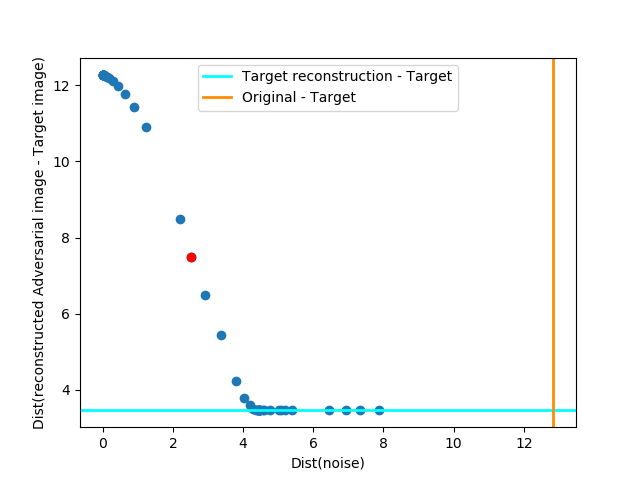 Target reconstruction - Target
Original - Target
Dist(reconstructed Adversarial image - Target image)
12
10
8
6
4
0 2 4 6 8 10 12
Dist(noise)